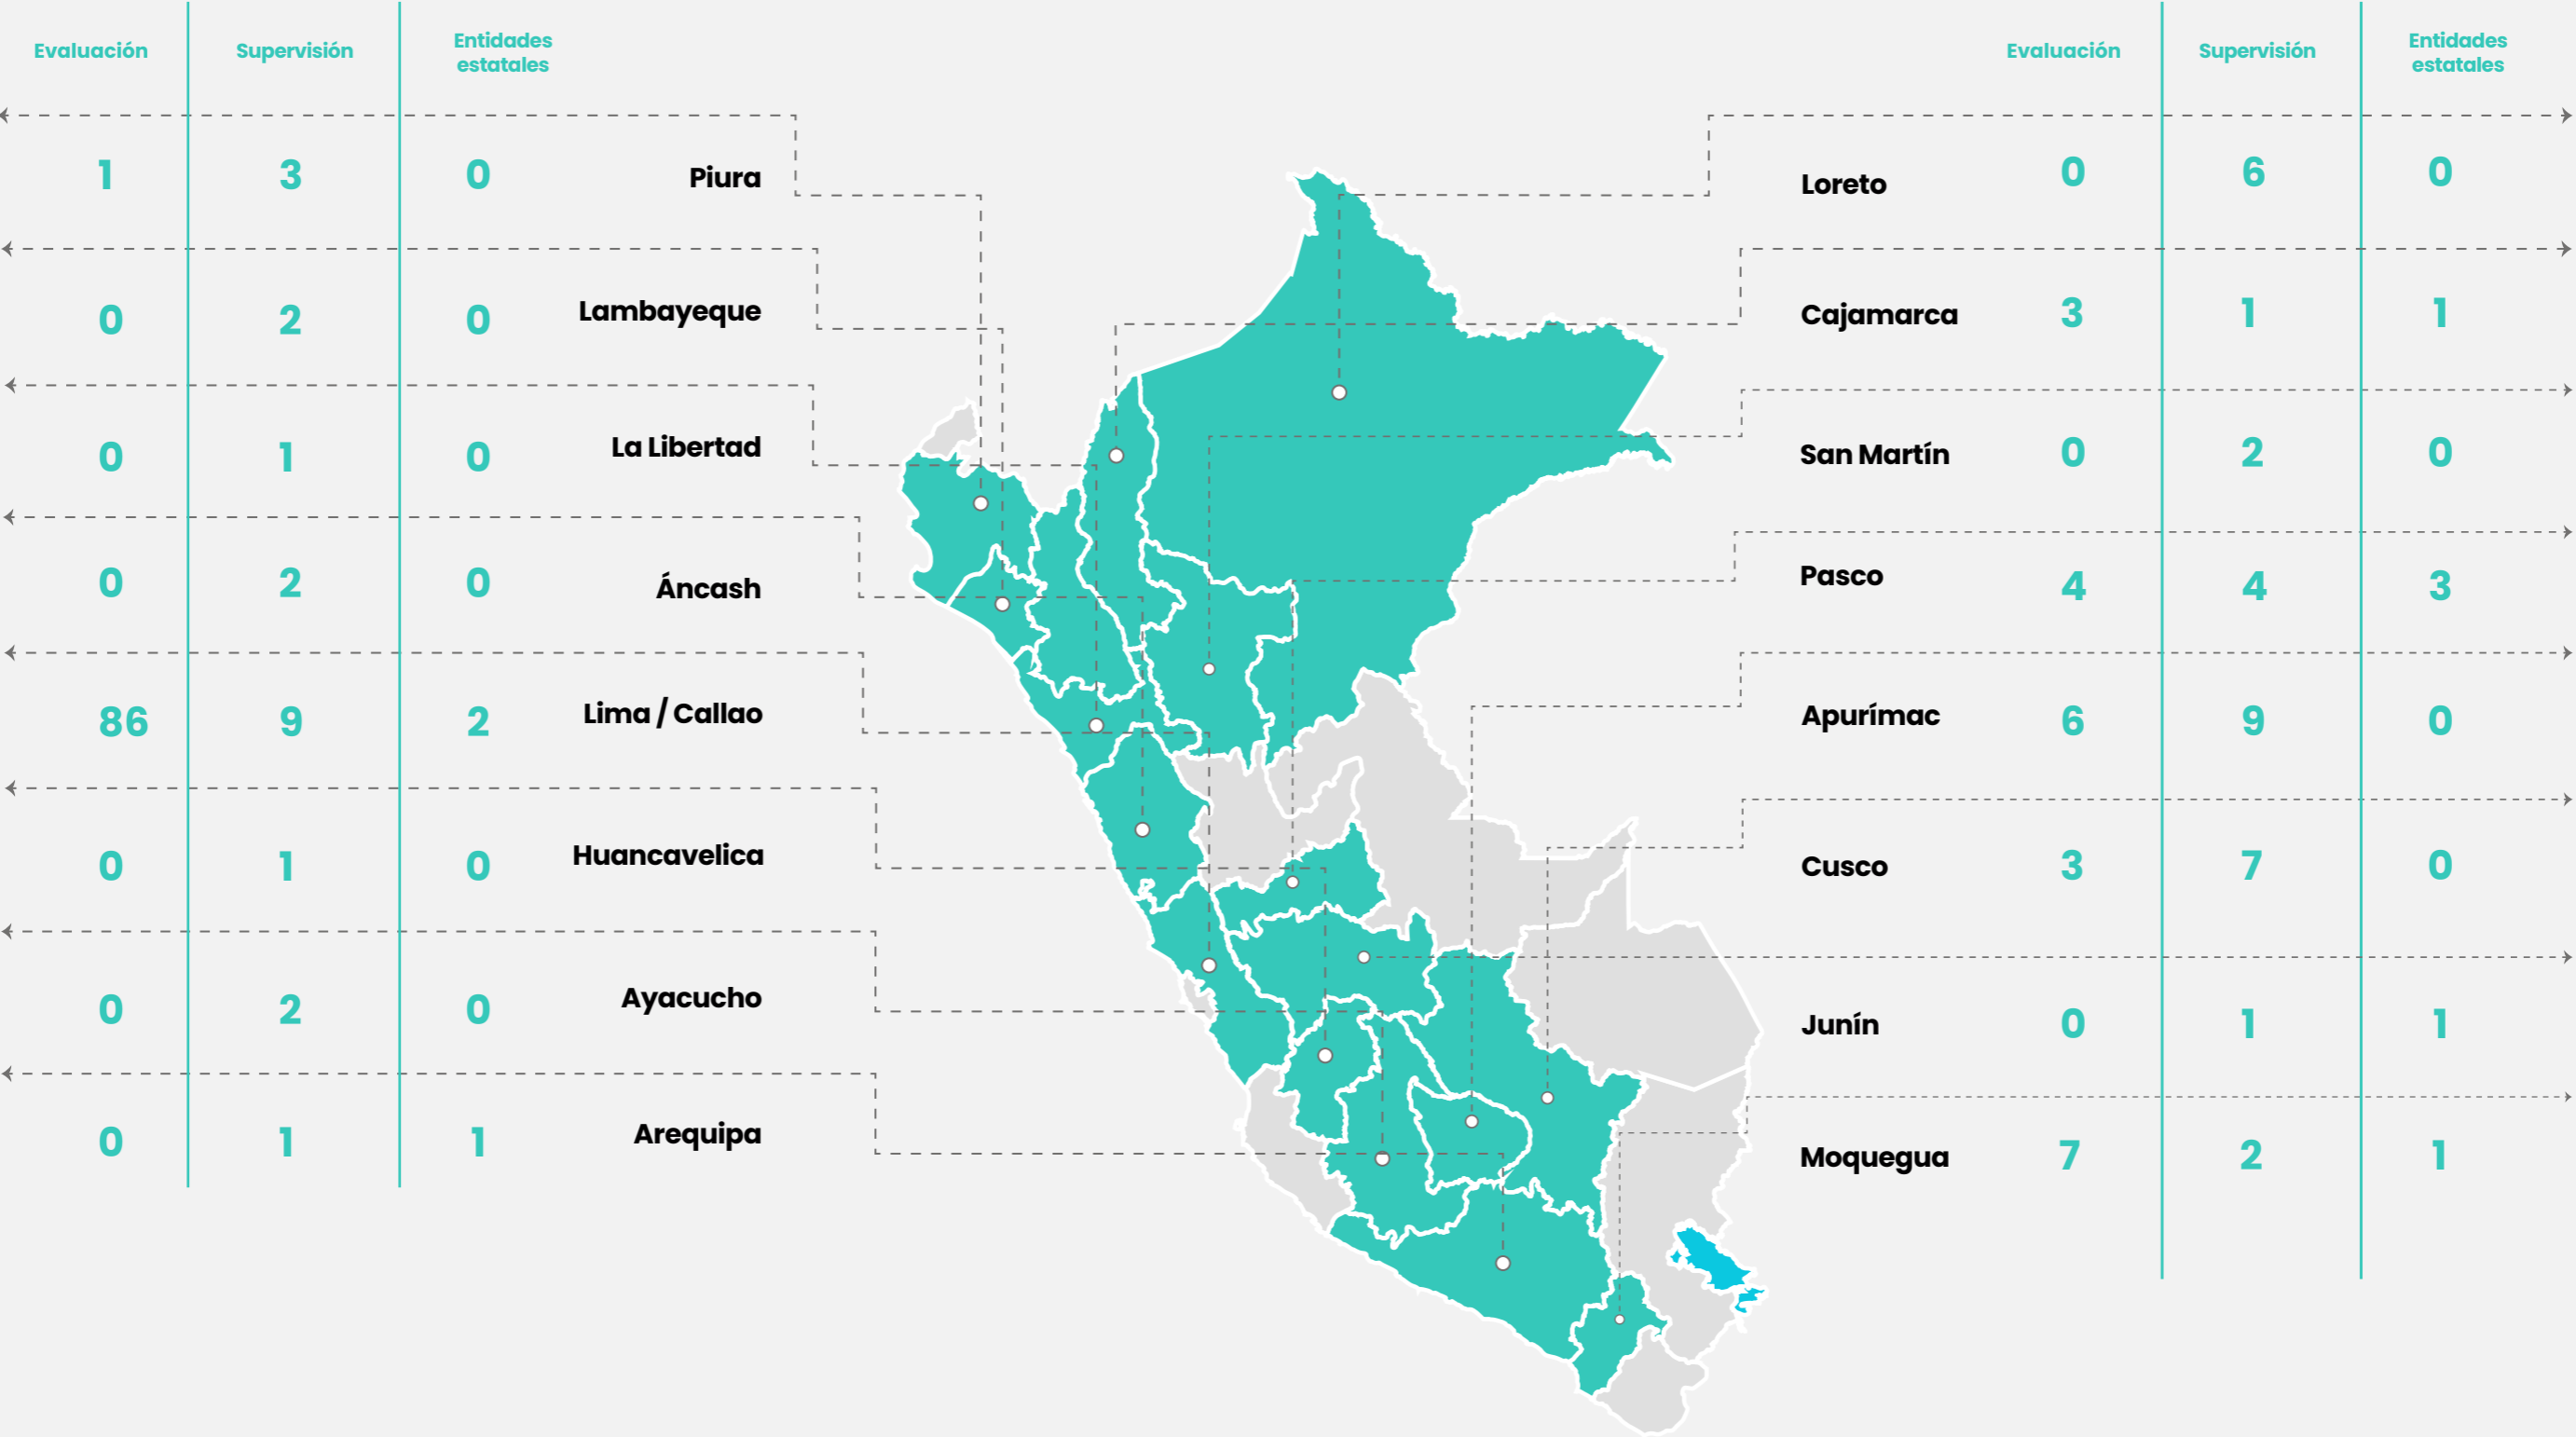 Evaluación Supervisión Entidades
estatales
1 3 0 Piura
0 2 0 Lambayeque
0 1 0 La Libertad
0 2 0 Áncash
86 9 2 Lima / Callao
0 1 0 Huancavelica
0 2 0 Ayacucho
0 1 1 Arequipa
Evaluación Supervisión Entidades
estatales
Loreto 0 6 0
Cajamarca 3 1 1
San Martín 0 2 0
Pasco 4 4 3
Apurímac 6 9 0
Cusco 3 7 0
Junín 0 1 1
Moquegua 7 2 1